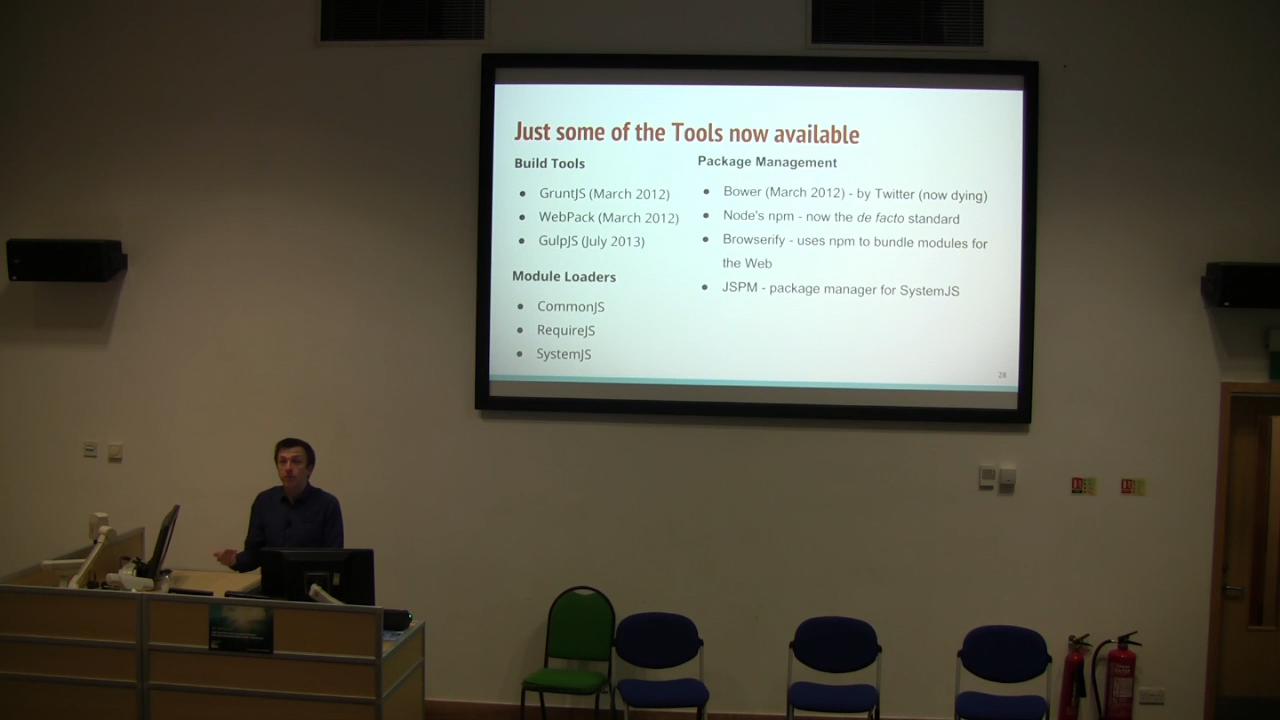 Just some of the Tools now available
Build Tools
● GruntJS (March 2012)
● WebPack (March 2012)
● GulpJS (July 2013)
Module Loaders
● CommonJS
● RequireJS
● SystemJS
Package Management
● Bower (March 2012) - by Twitter (now dying)
● Node's npm - now the de facto standard
● Browserify - uses npm to bundle modules for
the Web
● JSPM - package manager for SystemJS
28